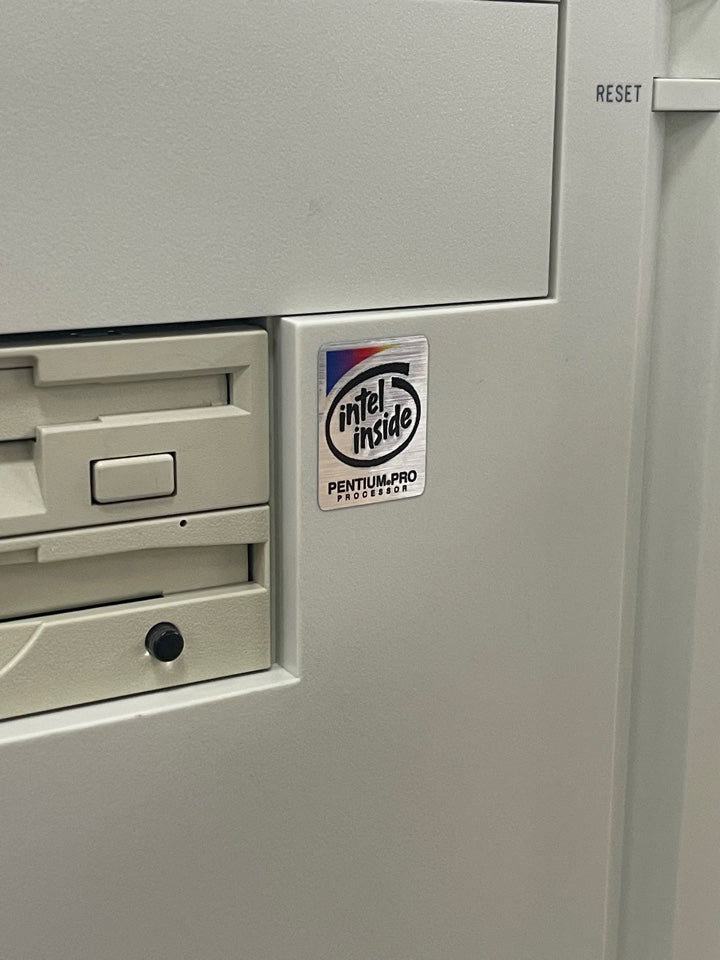 RESET
intel
inside
PENTIUM®PRO
PROCESSOR